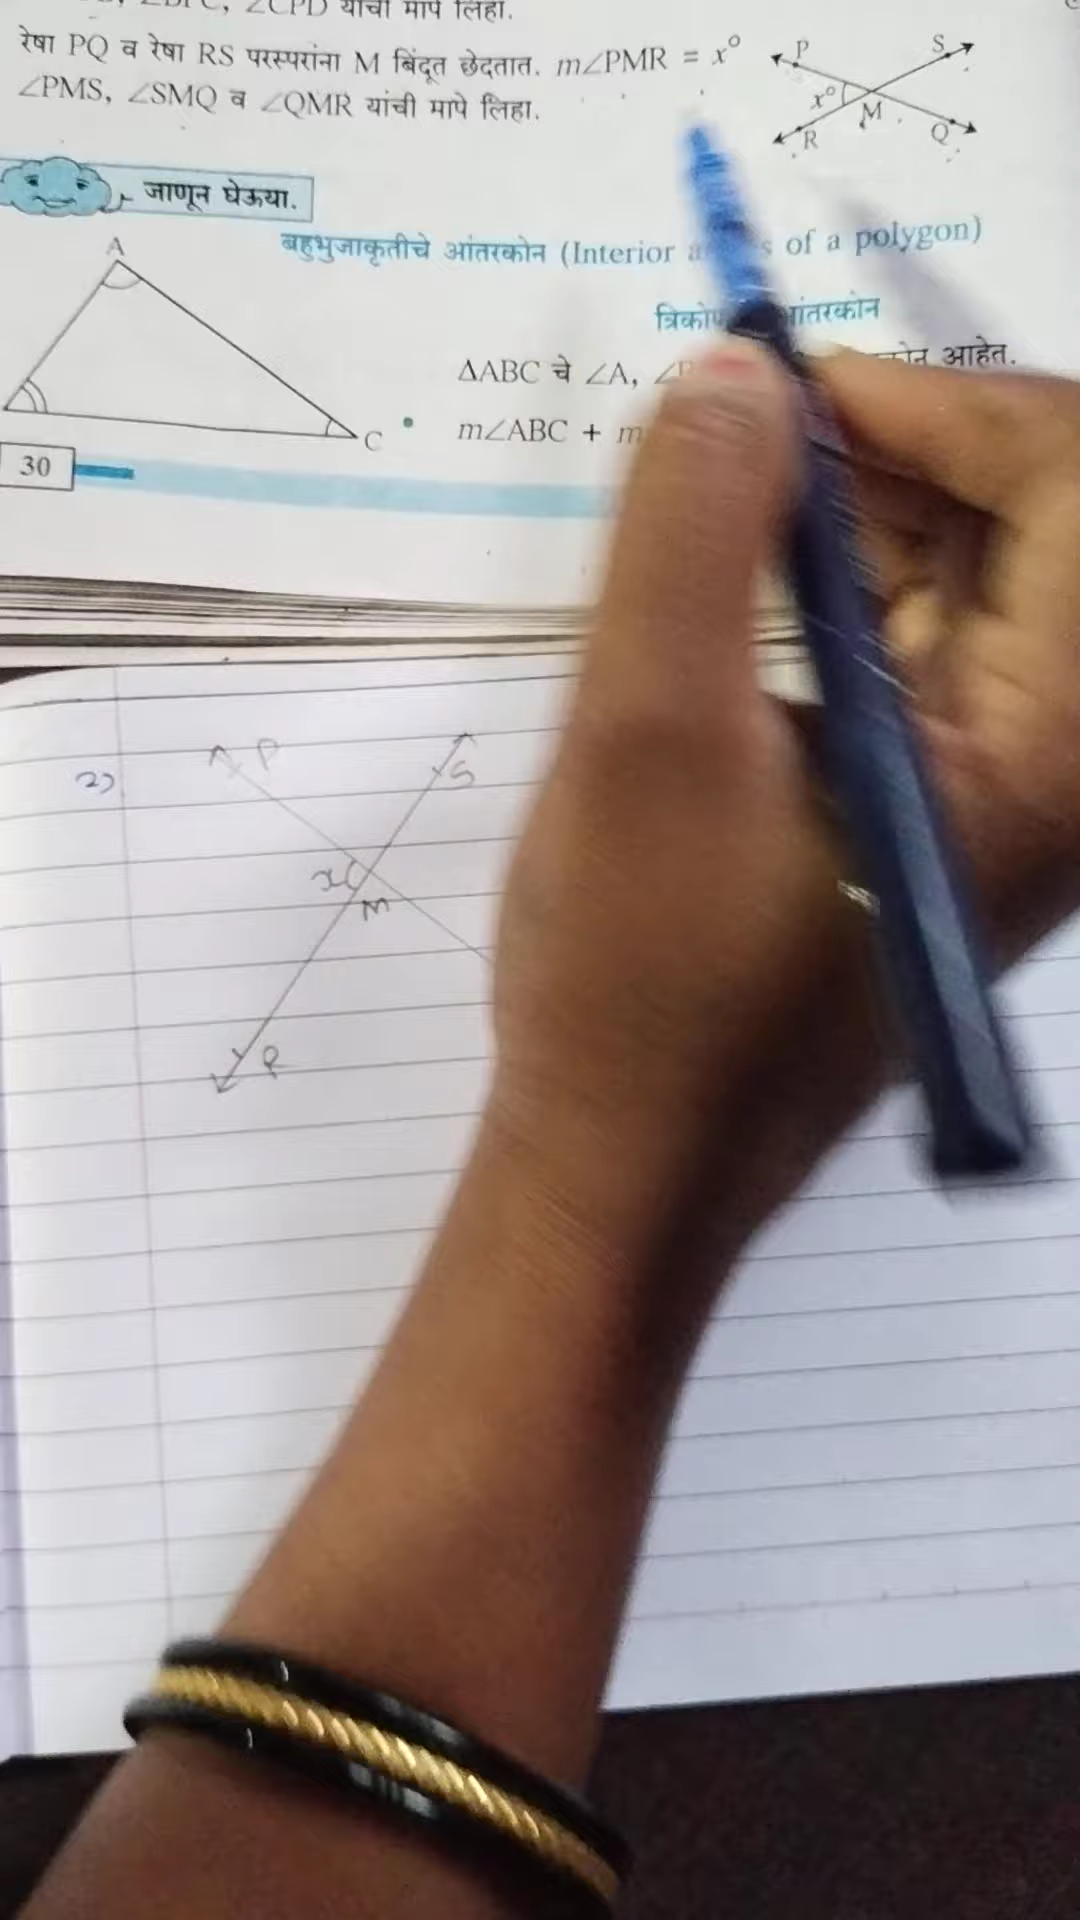 ∠CPD यांची मापे लिहा.
रेषा PQ व रेषा RS परस्परांना M बिंदूत छेदतात. m∠PMR = x°
∠PMS, ∠SMQ व ∠QMR यांची मापे लिहा.
P
S
x°
M
R
Q
जाणून घेऊया.
बहुभुजाकृतीचे आंतरकोन (Interior of a polygon)
A
आंतरकोन
ΔABC चे ∠A, आहेत.
C
• m∠ABC + m
30
2)
P
S
x
M
R